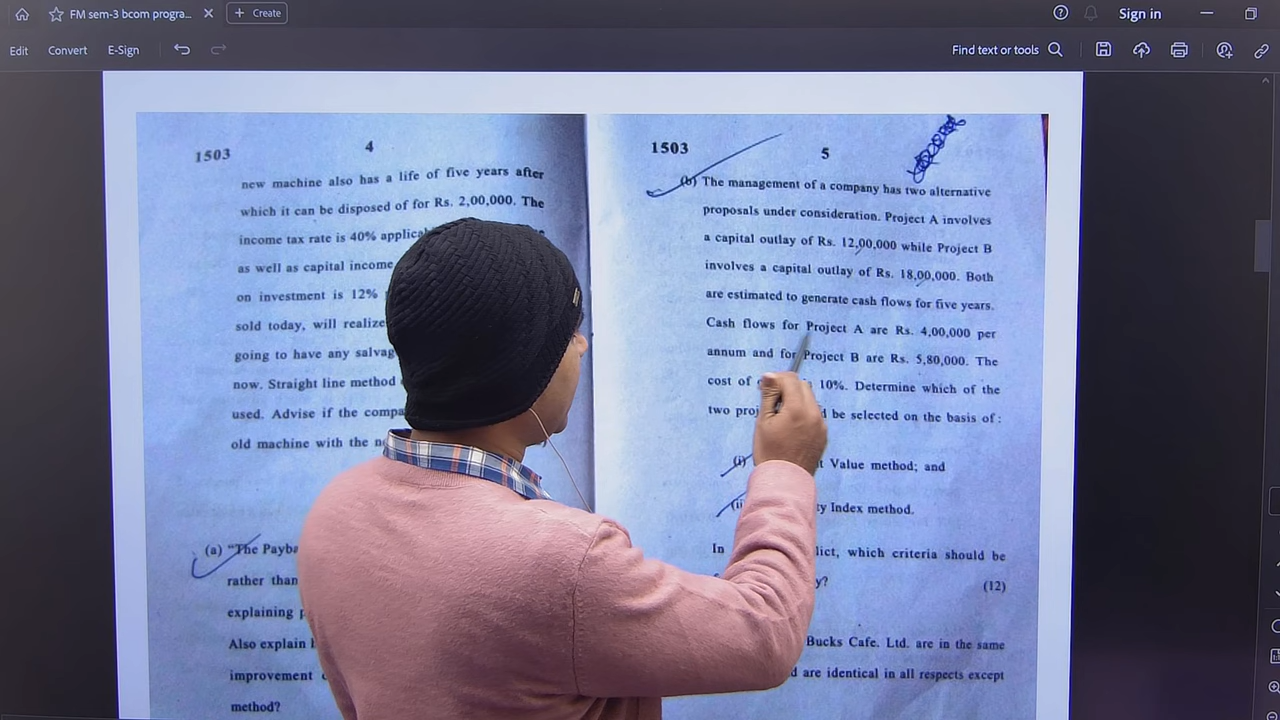 FM sem-3 bcom progra...
Create
Sign in
Edit
Convert
E-Sign
Find text or tools
1503
4
new machine also has a life of five years after
which it can be disposed of for Rs. 2,00,000. The
income tax rate is 40%
as well as capital income
on investment is 12%
sold today, will realize
going to have any
now. Straight line method
used. Advise if the
old machine with the
(a) "The
rather than
explaining
Also explain
improvement
method?
1503
5
(b) The management of a company has two alternative
proposals under consideration. Project A involves
a capital outlay of Rs. 12,00,000 while Project B
involves a capital outlay of Rs. 18,00,000. Both
are estimated to generate cash flows for five years.
Cash flows for Project A are Rs. 4,00,000 per
annum and for Project B are Rs. 5,80,000. The
cost of 10%. Determine which of the
two be selected on the basis of:
(i) Value method; and
Index method.
In which criteria should be
(12)
Bucks Cafe. Ltd. are in the same
are identical in all respects except